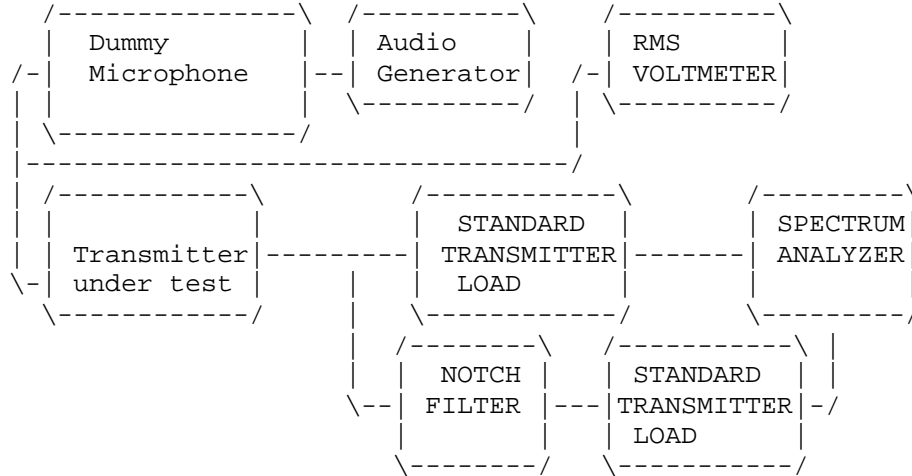 Dummy
Microphone
Audio
Generator
RMS
VOLTMETER
Transmitter
under test
STANDARD
TRANSMITTER
LOAD
SPECTRUM
ANALYZER
NOTCH
FILTER
STANDARD
TRANSMITTER
LOAD